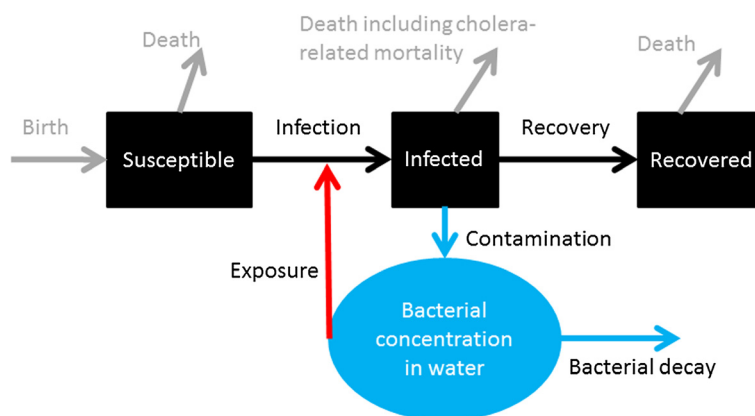 Death
Death including cholera-
related mortality
Death
Birth
Infection
Recovery
Susceptible
Infected
Recovered
Contamination
Exposure
Bacterial
concentration
in water
Bacterial decay